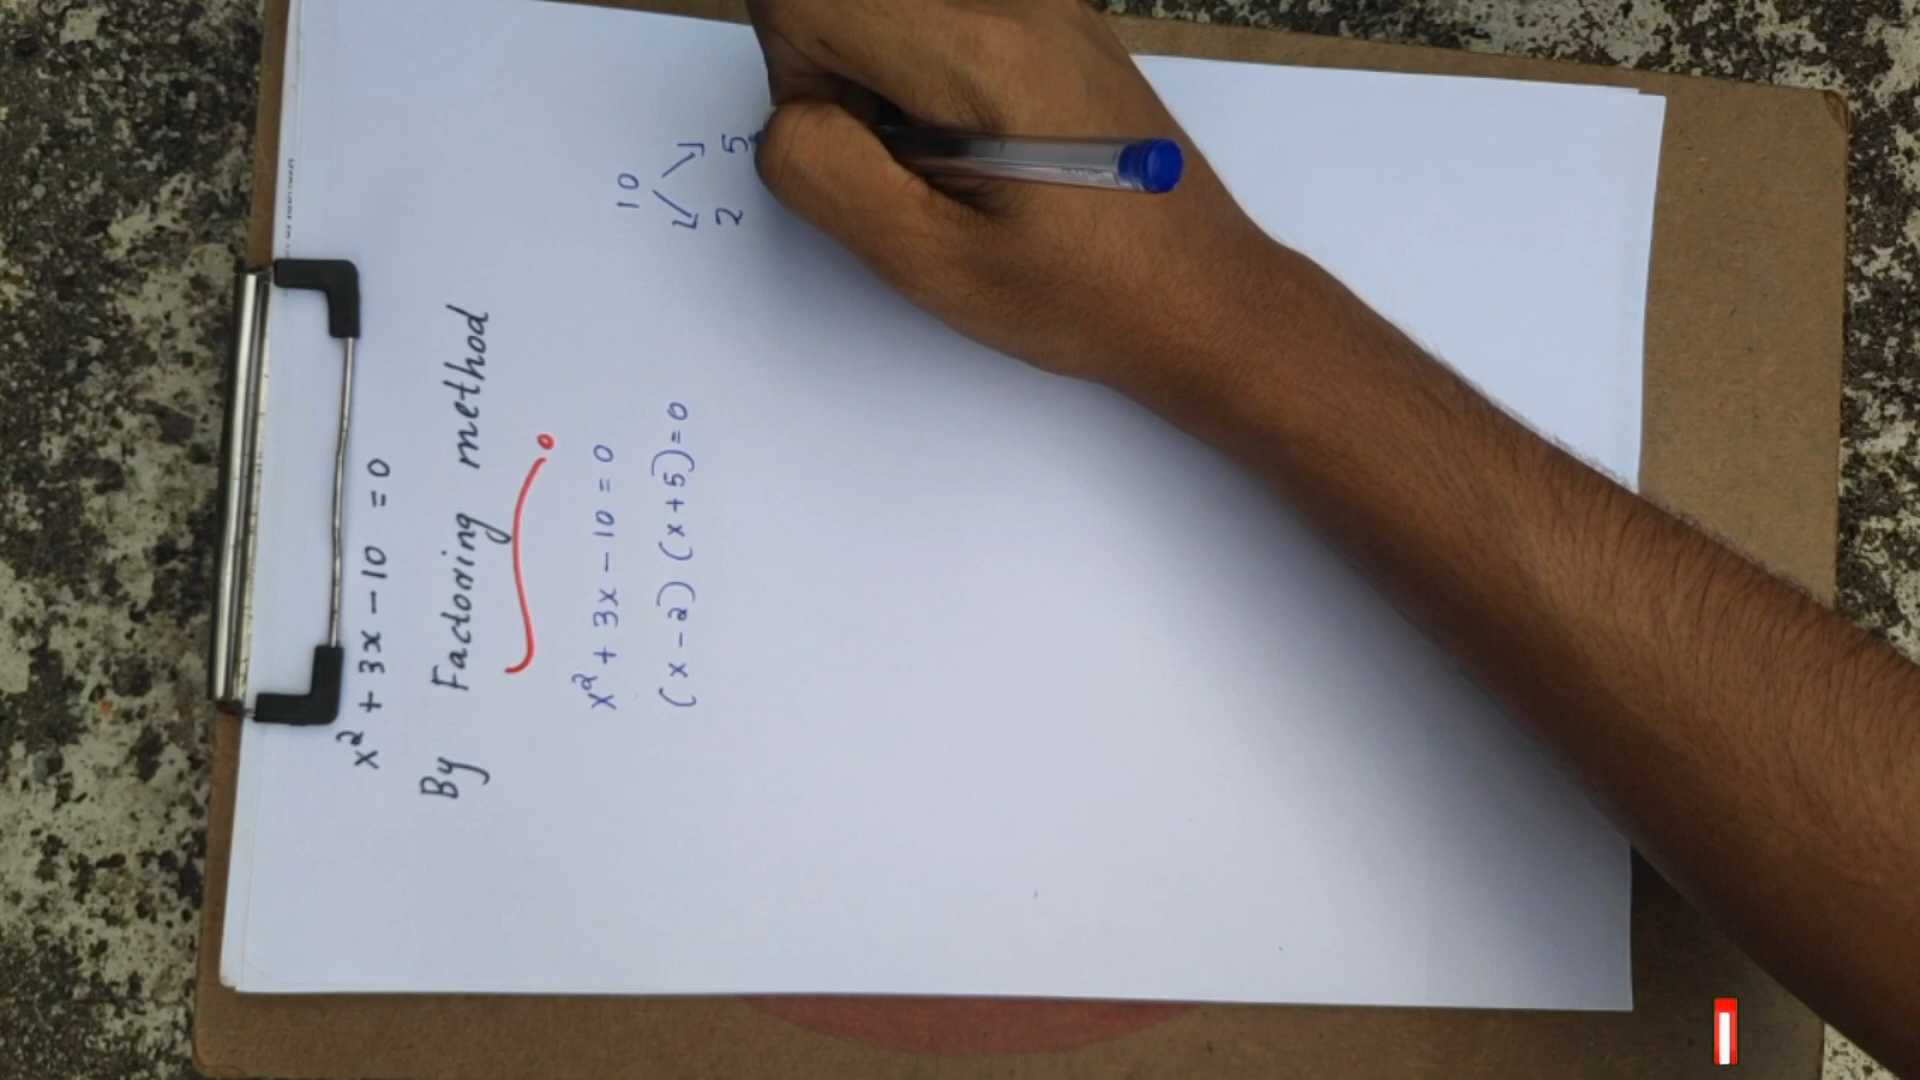 x² + 3x - 10 = 0
By Factoring method
x² + 3x - 10 = 0
(x - 2) (x + 5) = 0
10
2 5